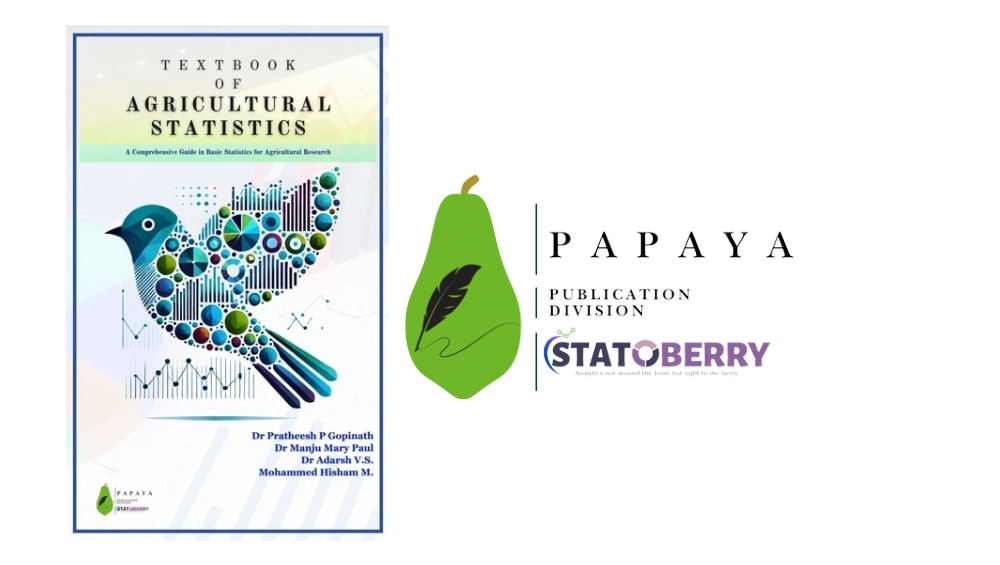 TEXTBOOK
OF
AGRICULTURAL
STATISTICS
A Comprehensive Guide in Basic Statistics for Agricultural Research
Dr Pratheesh P Gopinath
Dr Manju Mary Paul
Dr Adarsh V.S.
Mohammed Hisham M.
PAPAYA
PUBLICATION
DIVISION
STATOBERRY
PAPAYA
PUBLICATION
DIVISION
STATOBERRY
Analytics not around the bush but right to the berry